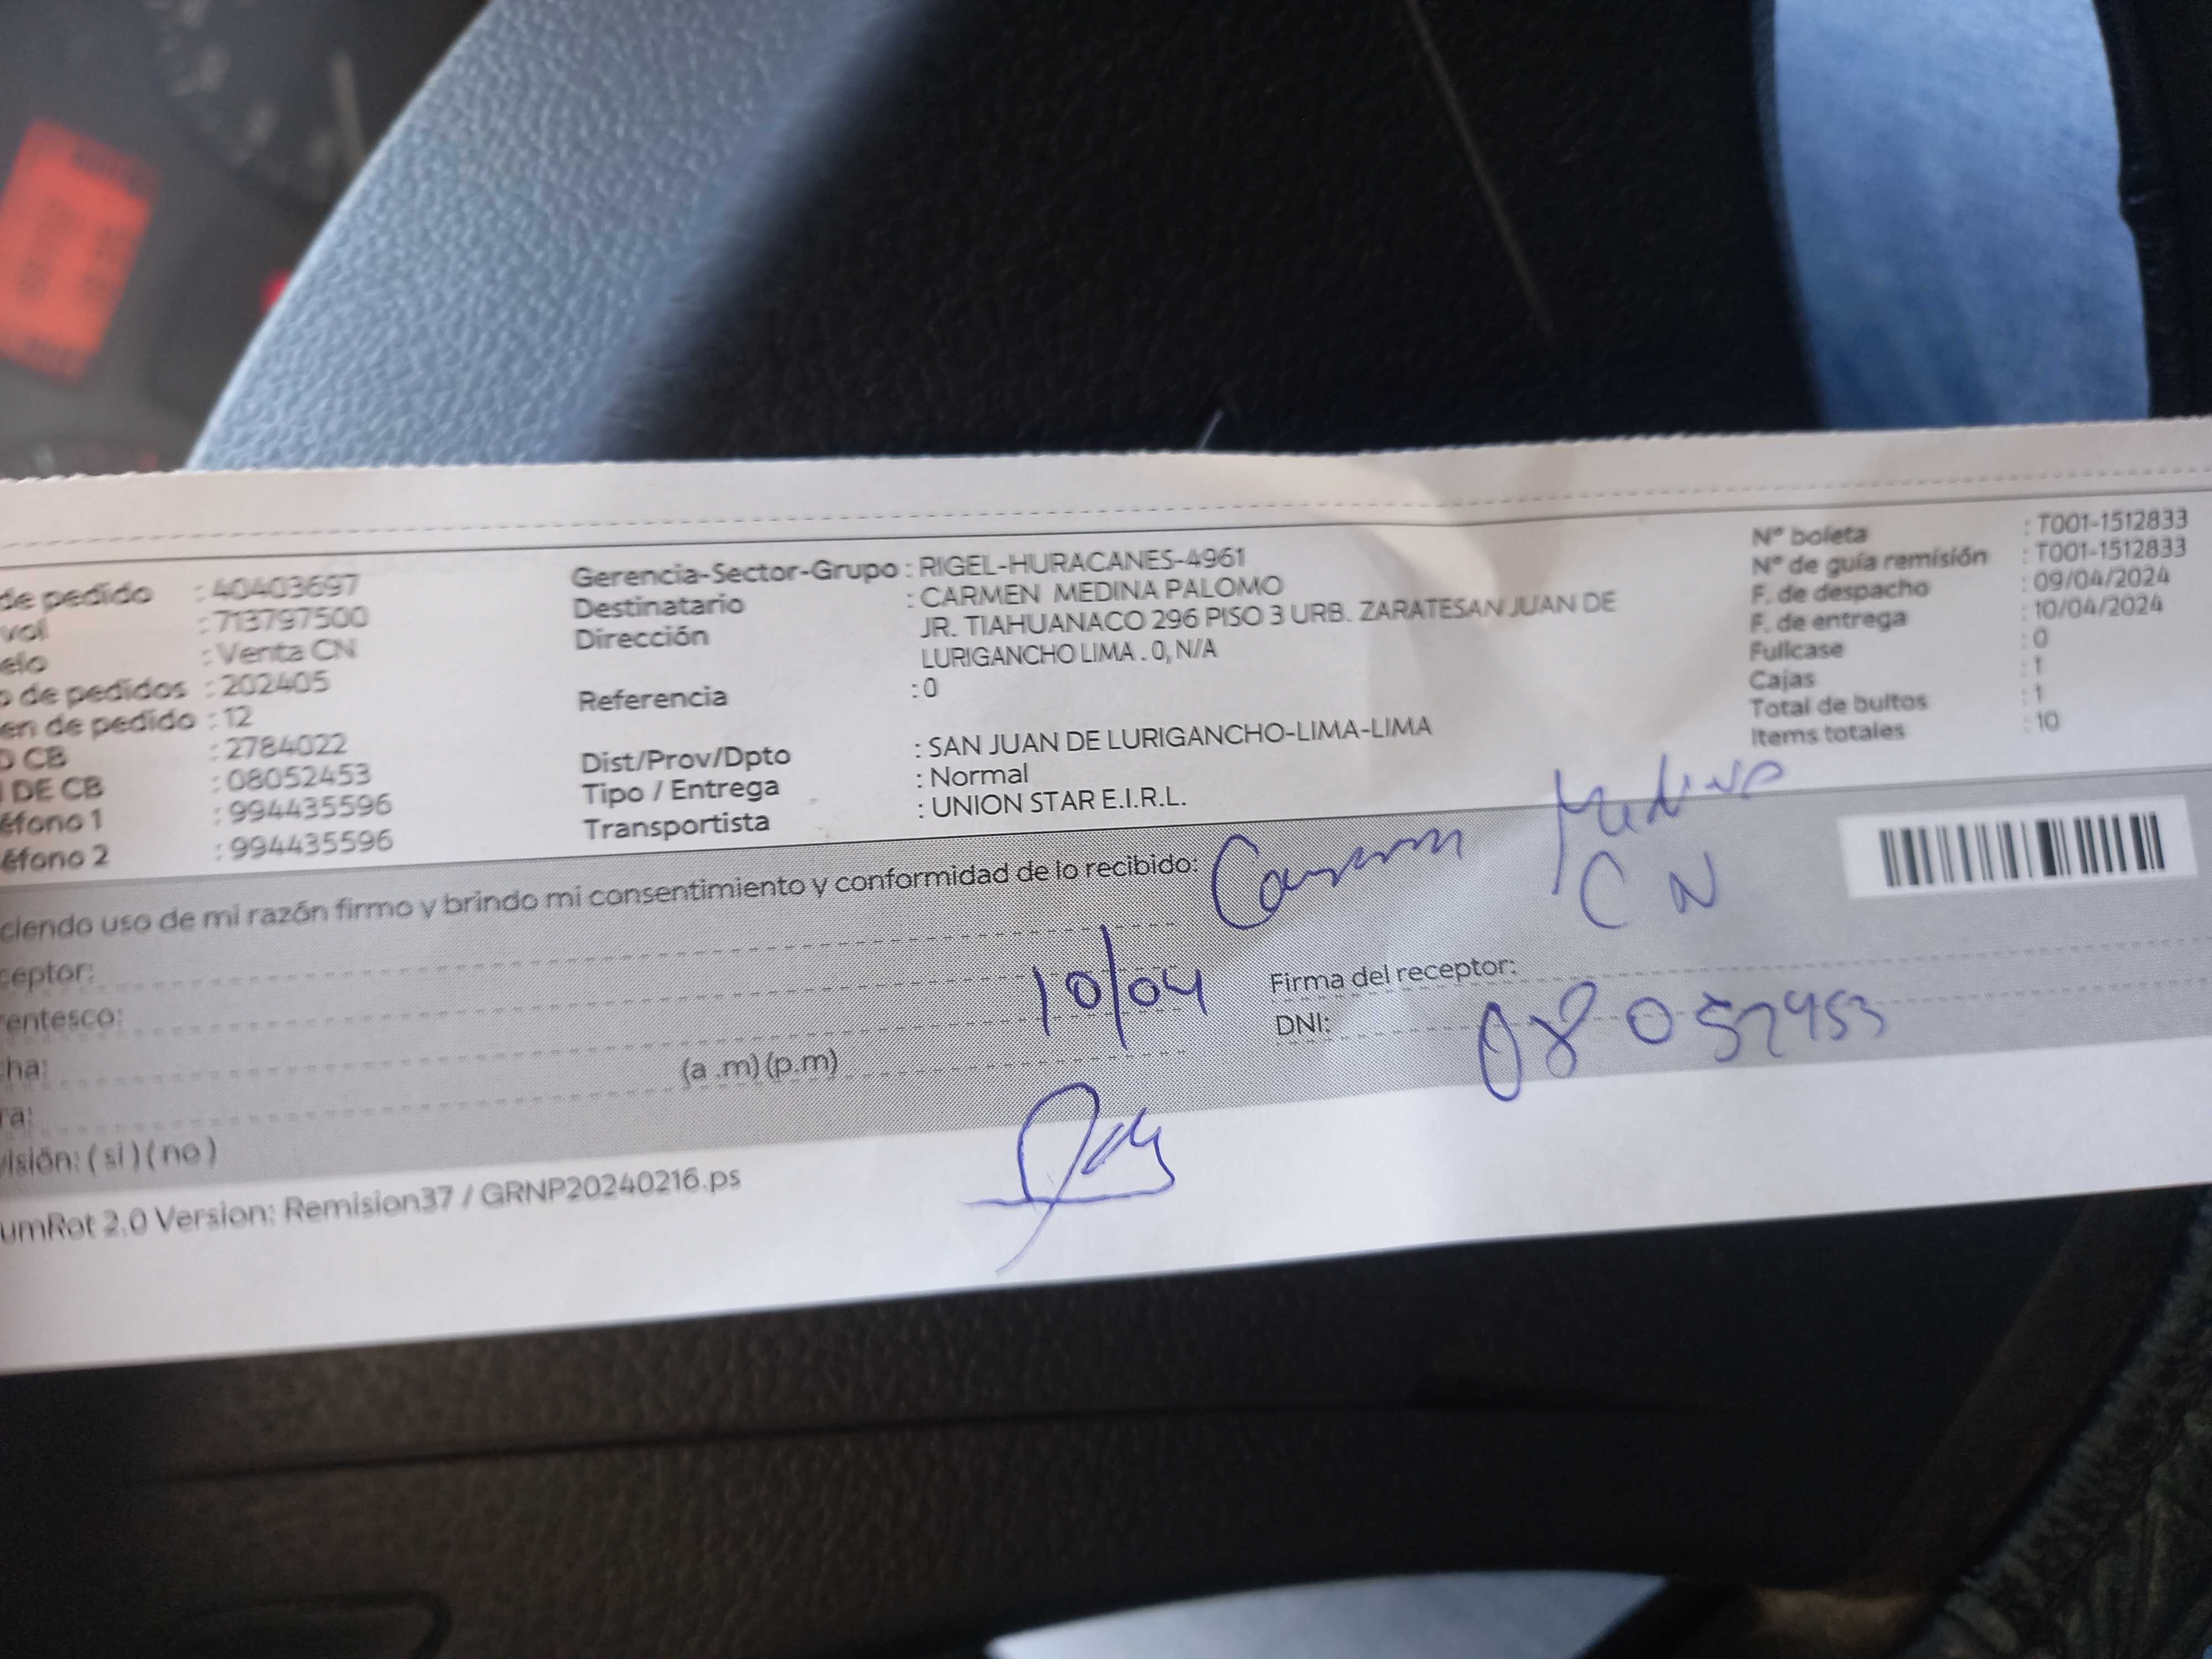 de pedido : 40403697
vol : 713797500
elo : Venta CN
o de pedidos : 202405
en de pedido : 12
O CB : 2784022
I DE CB : 08052453
éfono 1 : 994435596
éfono 2 : 994435596
Gerencia-Sector-Grupo : RIGEL-HURACANES-4961
Destinatario : CARMEN MEDINA PALOMO
Dirección JR. TIAHUANACO 296 PISO 3 URB. ZARATESAN JUAN DE
LURIGANCHO LIMA . 0, N/A
Referencia : 0
Dist/Prov/Dpto : SAN JUAN DE LURIGANCHO-LIMA-LIMA
Tipo / Entrega : Normal
Transportista : UNION STAR E.I.R.L.
N° boleta : T001-1512833
N° de guía remisión : T001-1512833
F. de despacho : 09/04/2024
F. de entrega : 10/04/2024
Fullcase : 0
Cajas : 1
Total de bultos : 1
Items totales : 10
ciendo uso de mi razón firmo y brindo mi consentimiento y conformidad de lo recibido: Carmen Medina
CN
ceptor:
entesco:
10/04
Firma del receptor:
DNI: 08052453
cha:
(a .m) (p.m)
ra:
visión: ( si ) ( no )
umRot 2.0 Version: Remision37 / GRNP20240216.ps